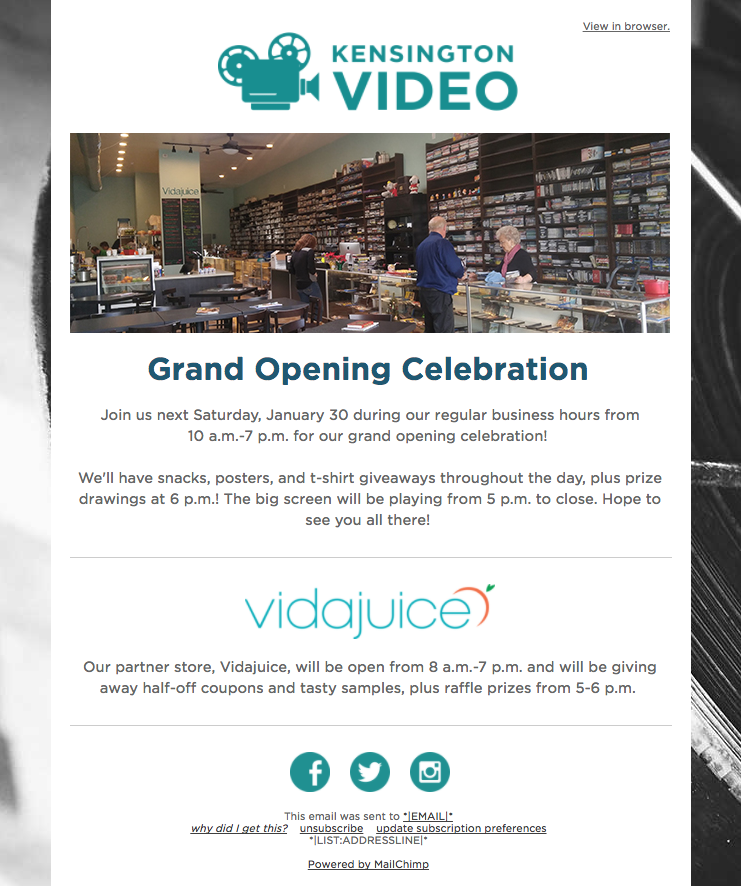 View in browser.
KENSINGTON
VIDEO
Vidajuice
Grand Opening Celebration
Join us next Saturday, January 30 during our regular business hours from
10 a.m.-7 p.m. for our grand opening celebration!
We'll have snacks, posters, and t-shirt giveaways throughout the day, plus prize
drawings at 6 p.m.! The big screen will be playing from 5 p.m. to close. Hope to
see you all there!
vidajuice
Our partner store, Vidajuice, will be open from 8 a.m.-7 p.m. and will be giving
away half-off coupons and tasty samples, plus raffle prizes from 5-6 p.m.
This email was sent to *|EMAIL|*
why did I get this? unsubscribe update subscription preferences
*|LIST:ADDRESSLINE|*
Powered by MailChimp